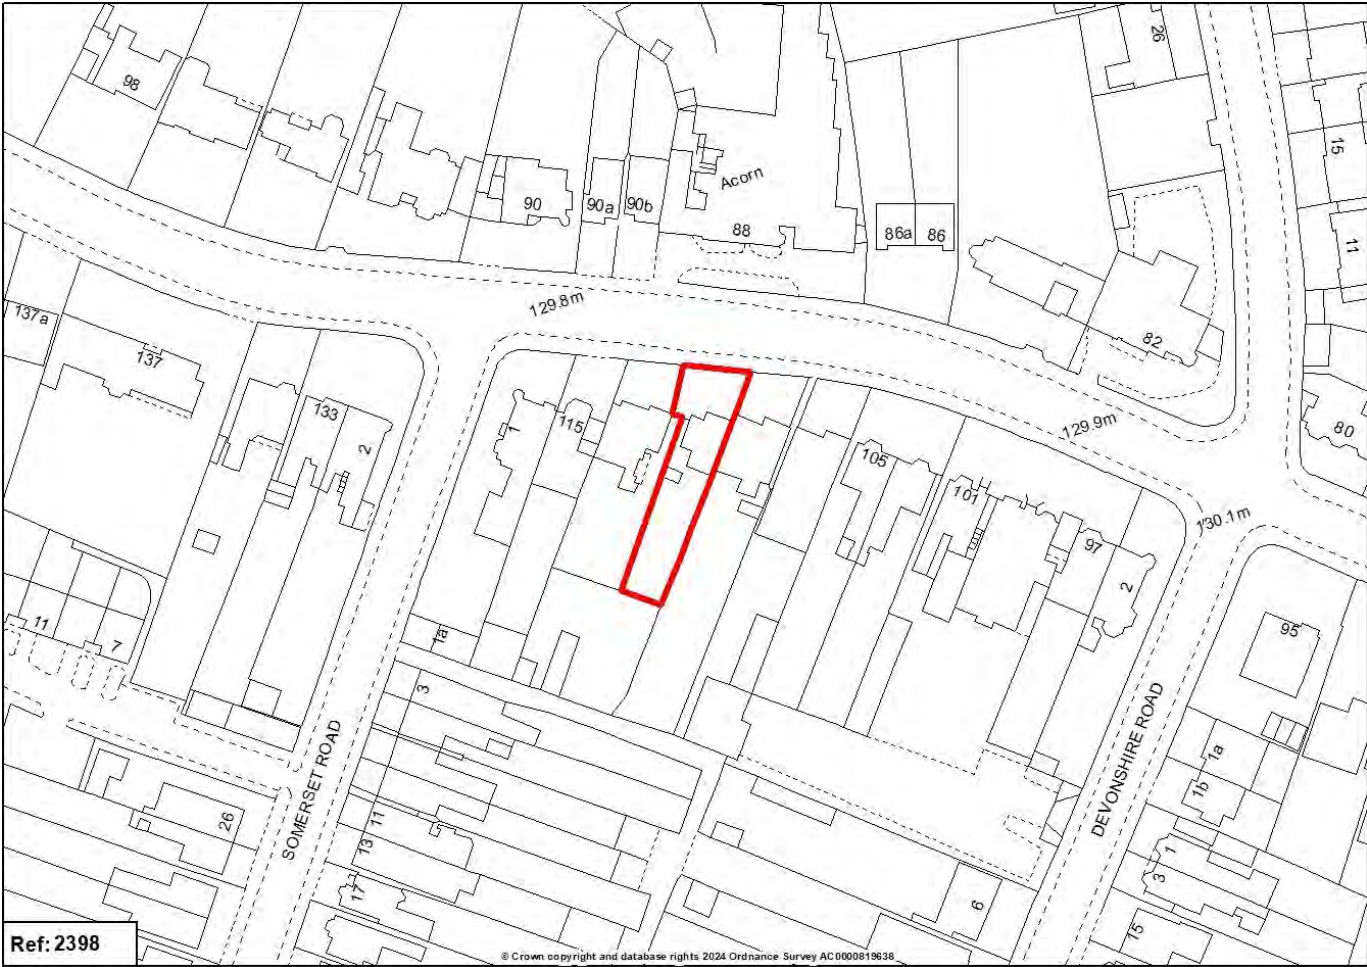 26
98
15
Acorn
90
90a
90b
88
86a
86
11
129.8m
137a
137
82
133
2
1
115
105
129.9m
80
101
97
2
130.1m
11
7
1a
3
95
SOMERSET ROAD
DEVONSHIRE ROAD
1a
1b
26
11
13
17
1
3
6
15
Ref: 2398
© Crown copyright and database rights 2024 Ordnance Survey AC0000819638